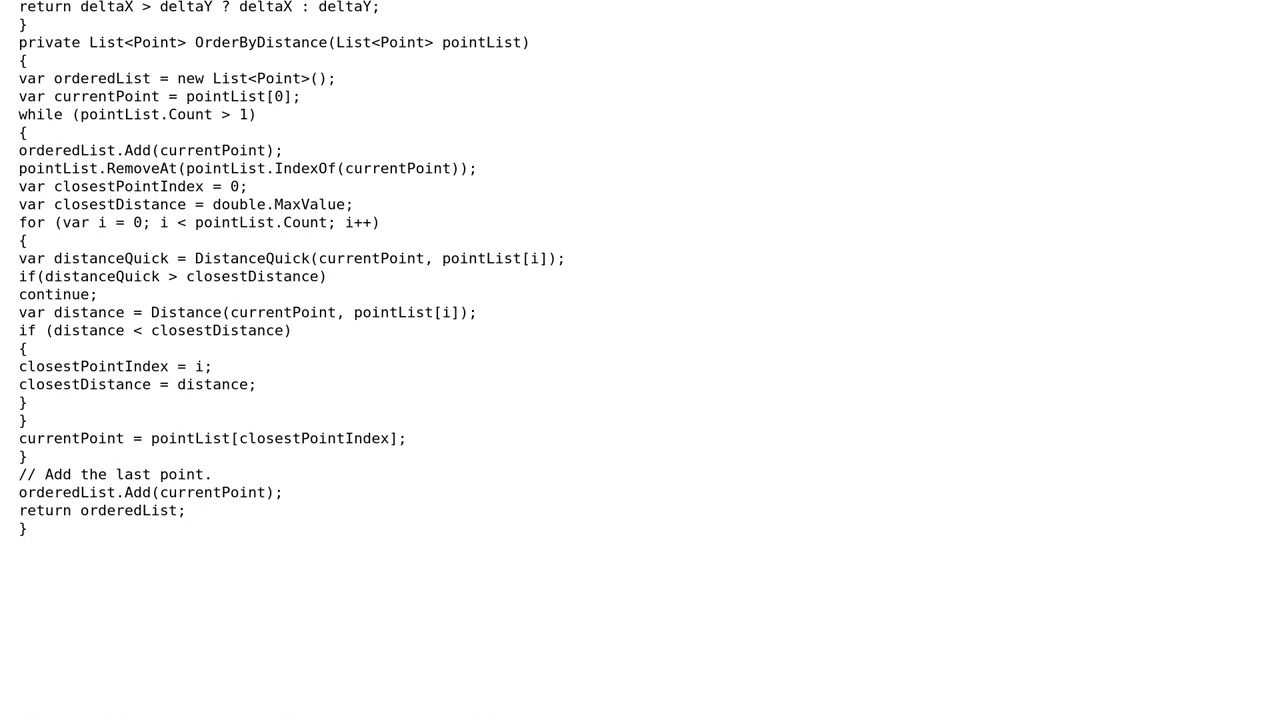 return deltaX > deltaY ? deltaX : deltaY;
}
private List<Point> OrderByDistance(List<Point> pointList)
{
var orderedList = new List<Point>();
var currentPoint = pointList[0];
while (pointList.Count > 1)
{
orderedList.Add(currentPoint);
pointList.RemoveAt(pointList.IndexOf(currentPoint));
var closestPointIndex = 0;
var closestDistance = double.MaxValue;
for (var i = 0; i < pointList.Count; i++)
{
var distanceQuick = DistanceQuick(currentPoint, pointList[i]);
if(distanceQuick > closestDistance)
continue;
var distance = Distance(currentPoint, pointList[i]);
if (distance < closestDistance)
{
closestPointIndex = i;
closestDistance = distance;
}
}
currentPoint = pointList[closestPointIndex];
}
// Add the last point.
orderedList.Add(currentPoint);
return orderedList;
}